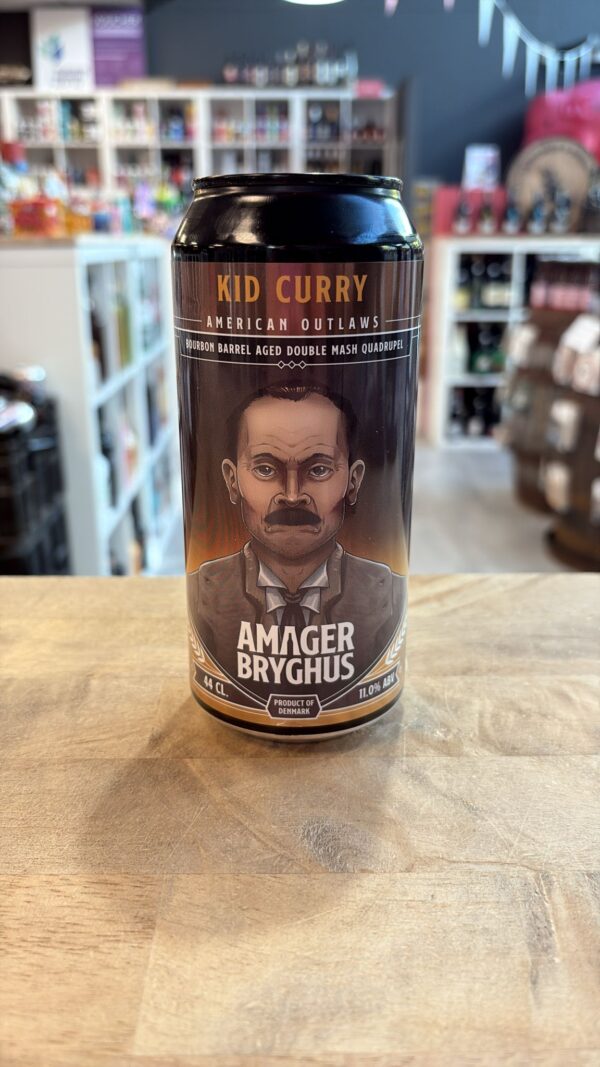 KID CURRY
AMERICAN OUTLAWS
BOURBON BARREL AGED DOUBLE MASH QUADRUPEL
AMAGER
BRYGHUS
44 CL.
PRODUCT OF
DENMARK
11.0% ABV